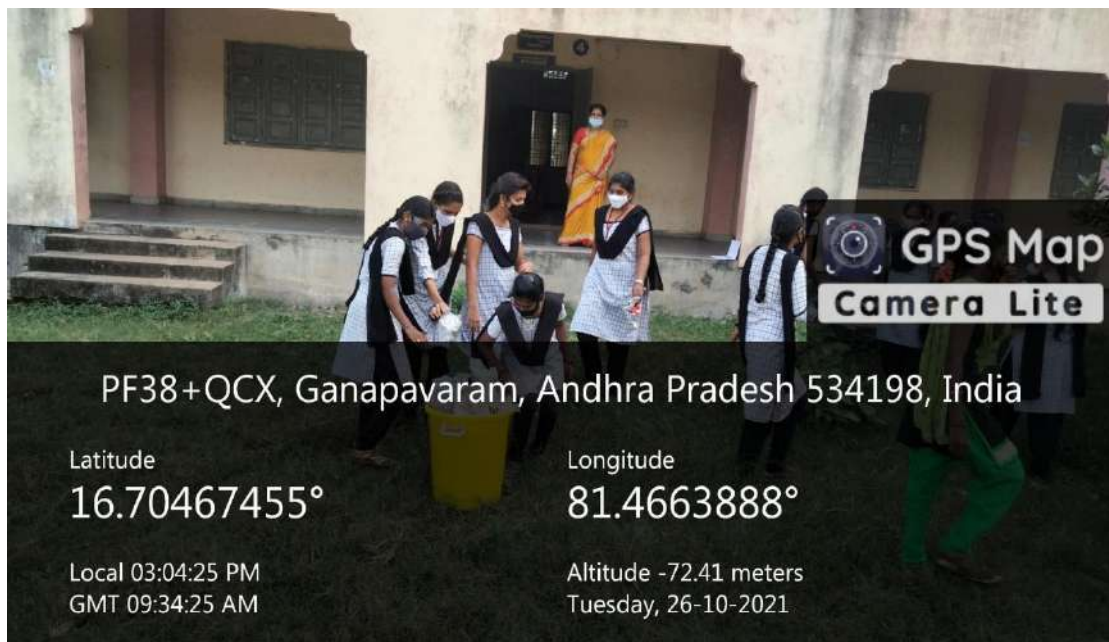 4
GPS Map
Camera Lite
PF38+QCX, Ganapavaram, Andhra Pradesh 534198, India
Latitude
16.70467455°
Longitude
81.4663888°
Local 03:04:25 PM
GMT 09:34:25 AM
Altitude -72.41 meters
Tuesday, 26-10-2021